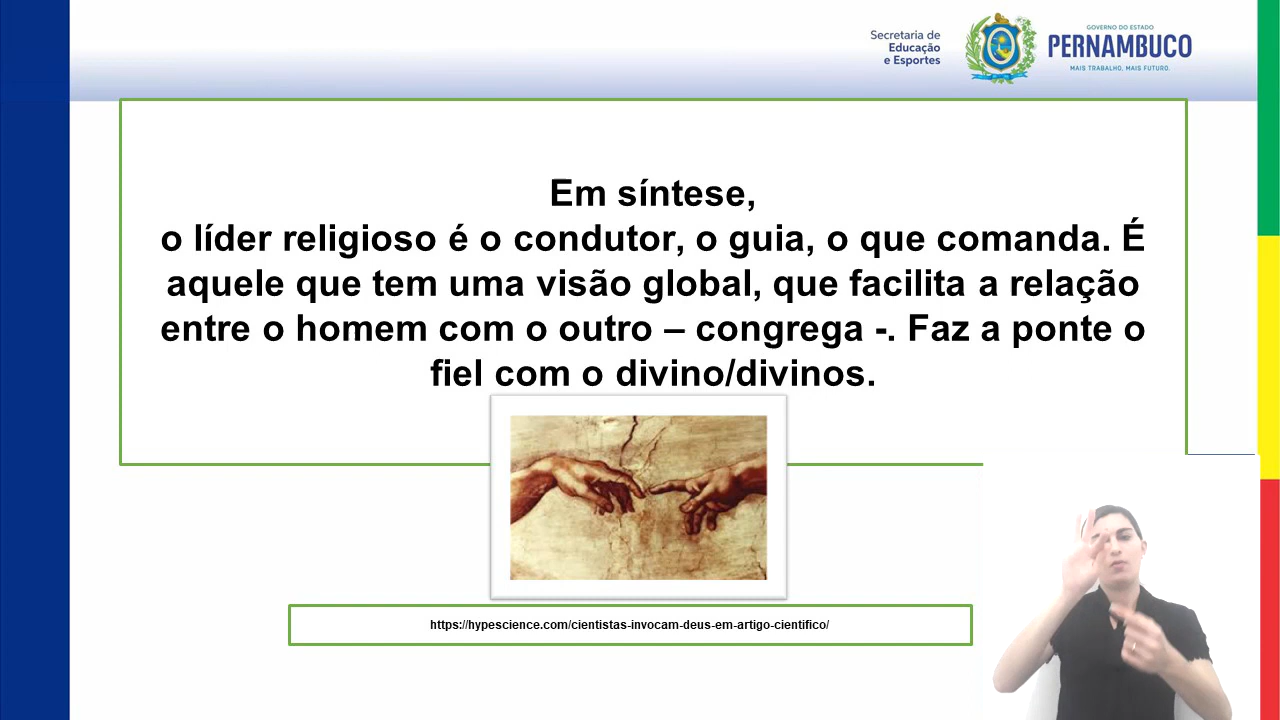 Secretaria de
Educação
e Esportes
GOVERNO DO ESTADO
PERNAMBUCO
MAIS TRABALHO, MAIS FUTURO.
Em síntese,
o líder religioso é o condutor, o guia, o que comanda. É
aquele que tem uma visão global, que facilita a relação
entre o homem com o outro – congrega -. Faz a ponte o
fiel com o divino/divinos.
https://hypescience.com/cientistas-invocam-deus-em-artigo-cientifico/